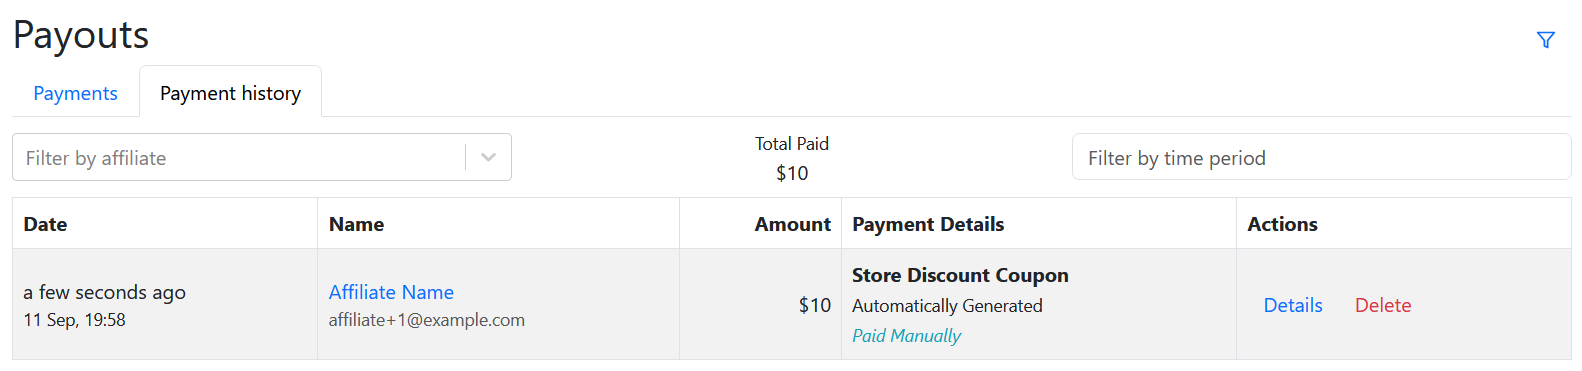 Payouts
Payments
Payment history
Filter by affiliate
Total Paid
$10
Filter by time period
Date
Name
Amount
Payment Details
Actions
a few seconds ago
11 Sep, 19:58
Affiliate Name
affiliate+1@example.com
$10
Store Discount Coupon
Automatically Generated
Paid Manually
Details
Delete